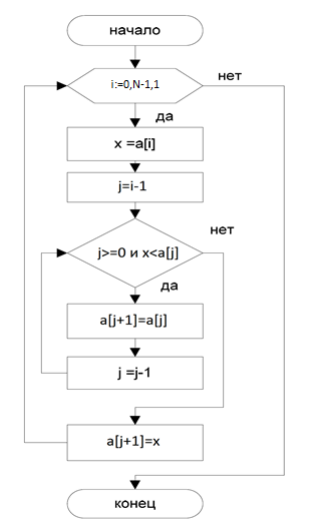 начало
i:=0,N-1,1
нет
да
x =a[i]
j=i-1
нет
j>=0 и x<a[j]
да
a[j+1]=a[j]
j =j-1
a[j+1]=x
конец